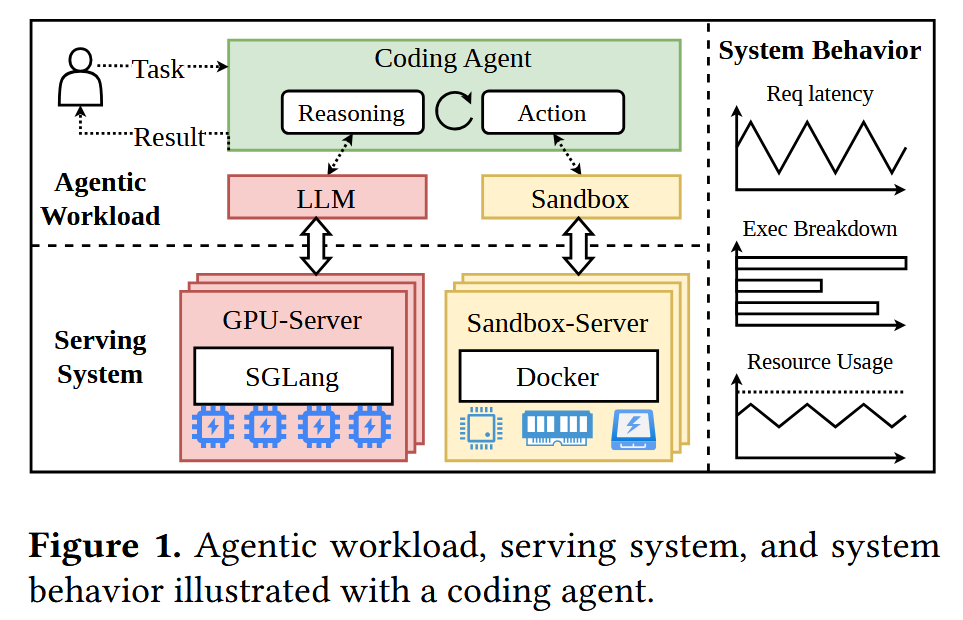 Task
Result
Agentic
Workload
Coding Agent
Reasoning
Action
LLM
Sandbox
Serving
System
GPU-Server
SGLang
Sandbox-Server
Docker
System Behavior
Req latency
Exec Breakdown
Resource Usage
Figure 1. Agentic workload, serving system, and system
behavior illustrated with a coding agent.